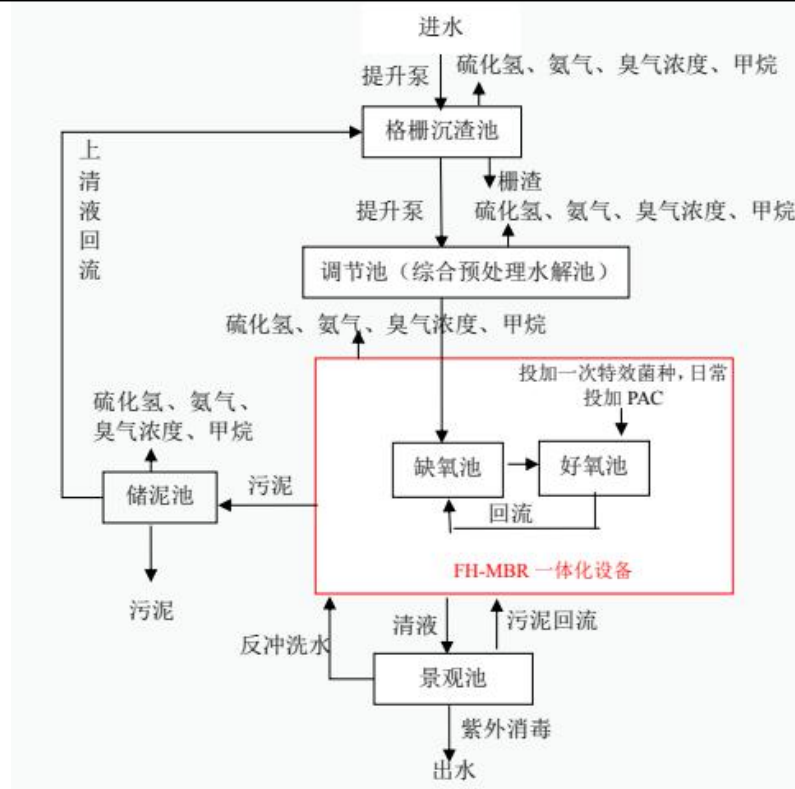 进水
提升泵
硫化氢、氨气、臭气浓度、甲烷
格栅沉渣池
上清液回流
栅渣
提升泵
硫化氢、氨气、臭气浓度、甲烷
调节池（综合预处理水解池）
硫化氢、氨气、臭气浓度、甲烷
投加一次特效菌种，日常
投加 PAC
硫化氢、氨气、
臭气浓度、甲烷
缺氧池
好氧池
储泥池
污泥
回流
FH-MBR 一体化设备
污泥
反冲洗水
清液
污泥回流
景观池
紫外消毒
出水